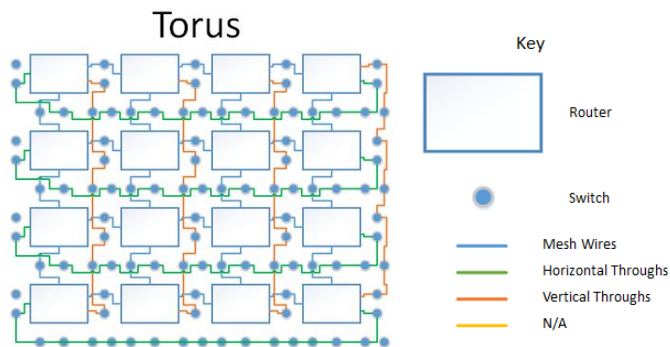 Torus
Key
Router
Switch
Mesh Wires
Horizontal Throughs
Vertical Throughs
N/A